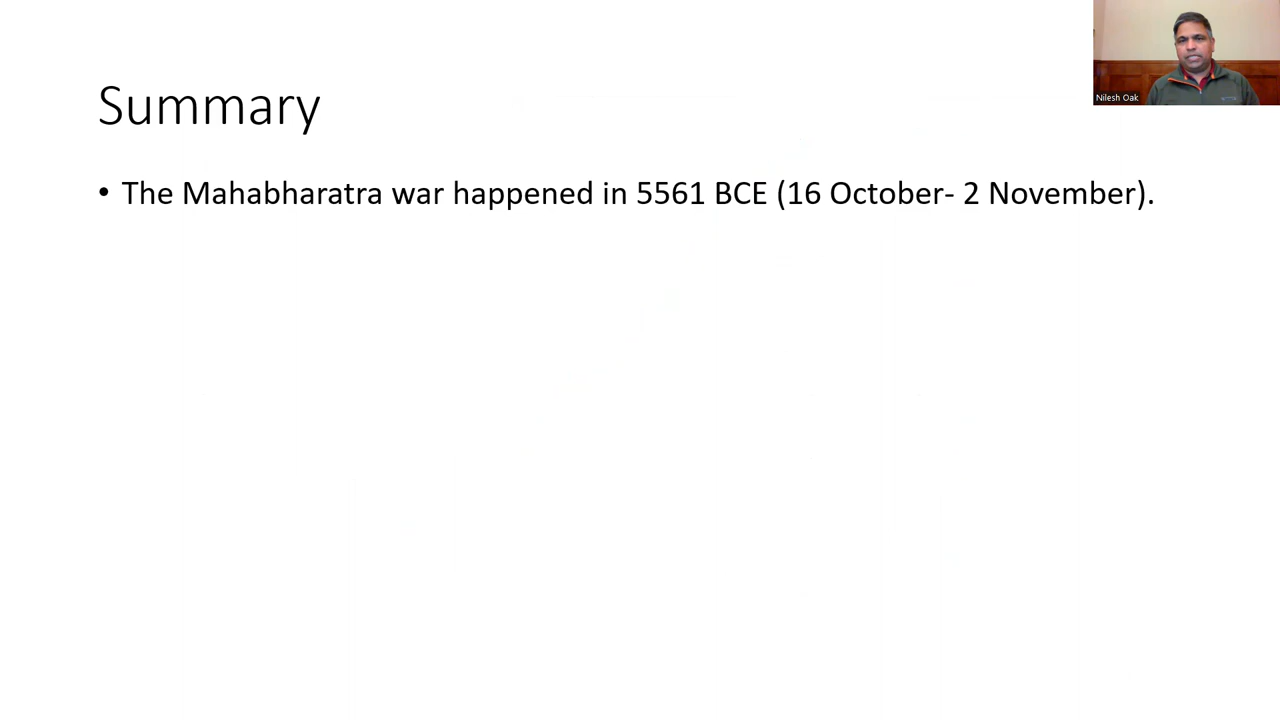 Nilesh Oak
Summary
• The Mahabharatra war happened in 5561 BCE (16 October- 2 November).